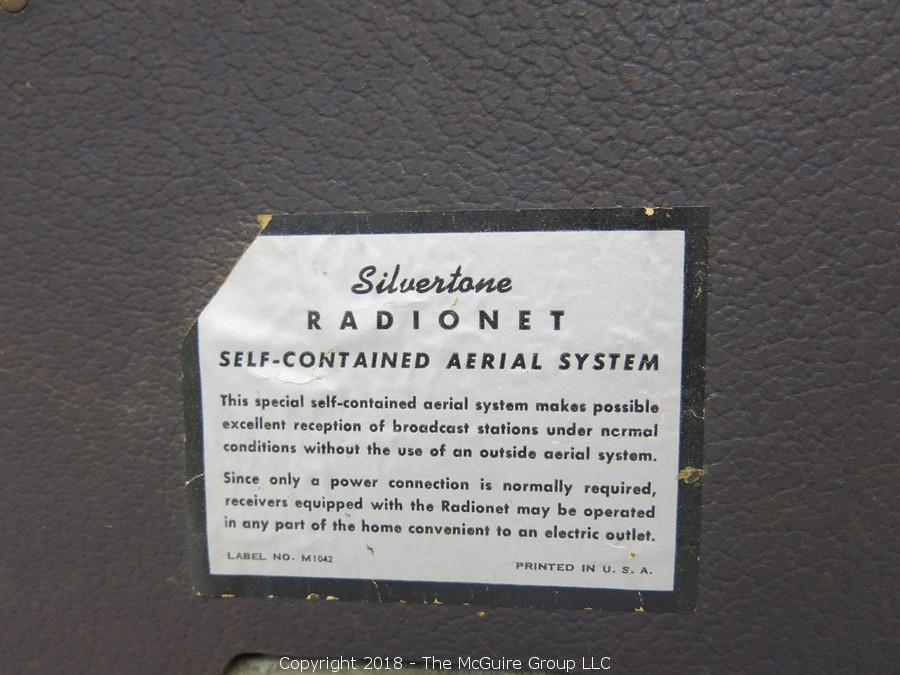 Silvertone
RADIONET
SELF-CONTAINED AERIAL SYSTEM
This special self-contained aerial system makes possible
excellent reception of broadcast stations under normal
conditions without the use of an outside aerial system.
Since only a power connection is normally required,
receivers equipped with the Radionet may be operated
in any part of the home convenient to an electric outlet.
LABEL NO. M1042
PRINTED IN U. S. A.
Copyright 2018 - The McGuire Group LLC